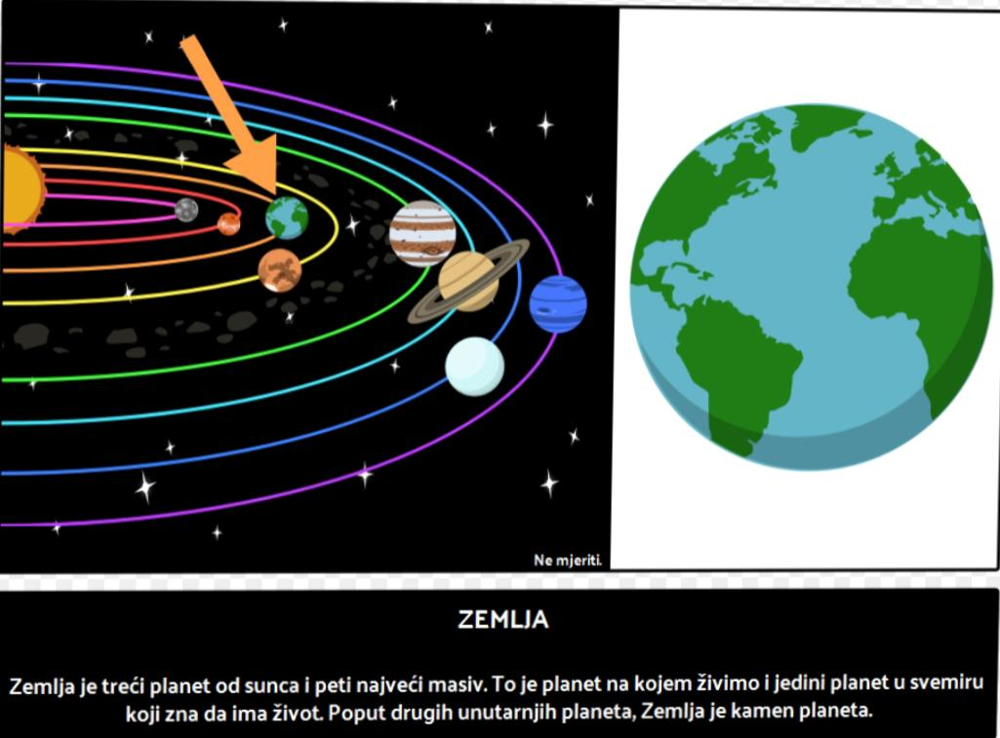 Ne mjeriti.
ZEMLJA
Zemlja je treći planet od sunca i peti najveći masiv. To je planet na kojem živimo i jedini planet u svemiru
koji zna da ima život. Poput drugih unutarnjih planeta, Zemlja je kamen planeta.